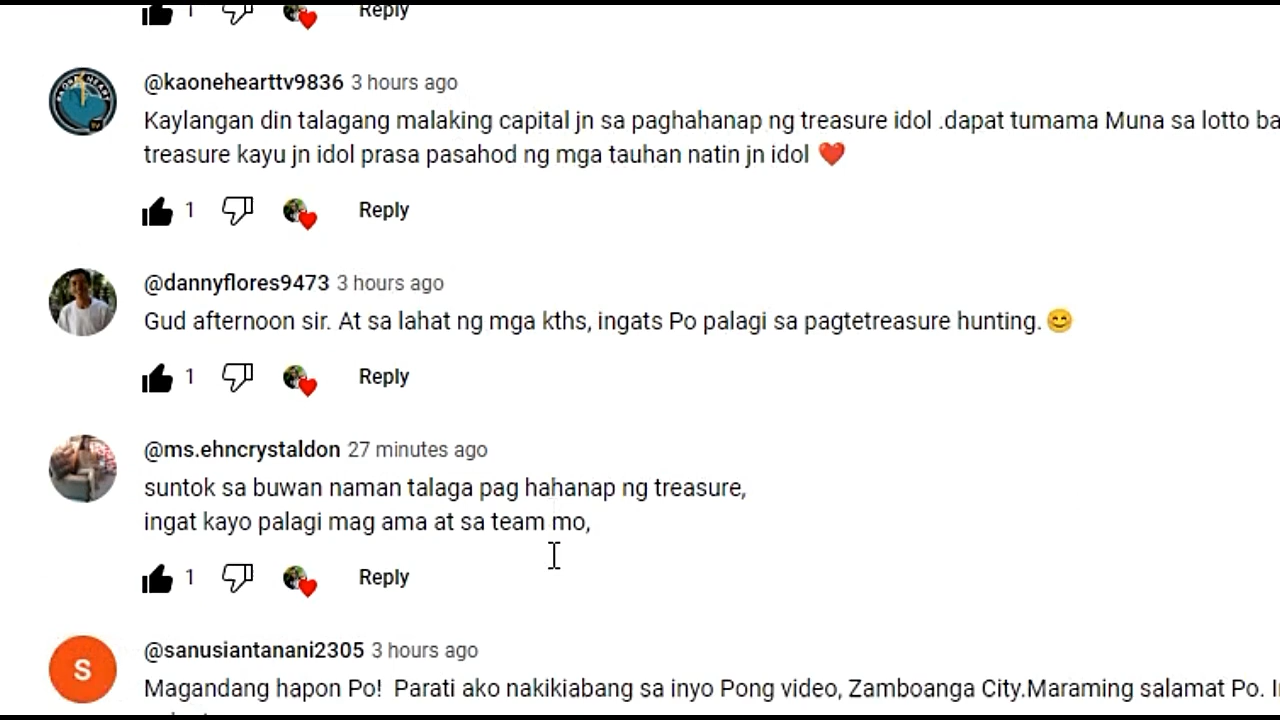 1 Reply
@kaonehearttv9836 3 hours ago
Kaylangan din talagang malaking capital jn sa paghahanap ng treasure idol .dapat tumama Muna sa lotto ba
treasure kayu jn idol prasa pasahod ng mga tauhan natin jn idol ❤️
1 Reply
@dannyflores9473 3 hours ago
Gud afternoon sir. At sa lahat ng mga kths, ingats Po palagi sa pagtetreasure hunting.😊
1 Reply
@ms.ehncrystaldon 27 minutes ago
suntok sa buwan naman talaga pag hahanap ng treasure,
ingat kayo palagi mag ama at sa team mo,
1 Reply
S
@sanusiantanani2305 3 hours ago
Magandang hapon Po! Parati ako nakikiabang sa inyo Pong video, Zamboanga City.Maraming salamat Po.